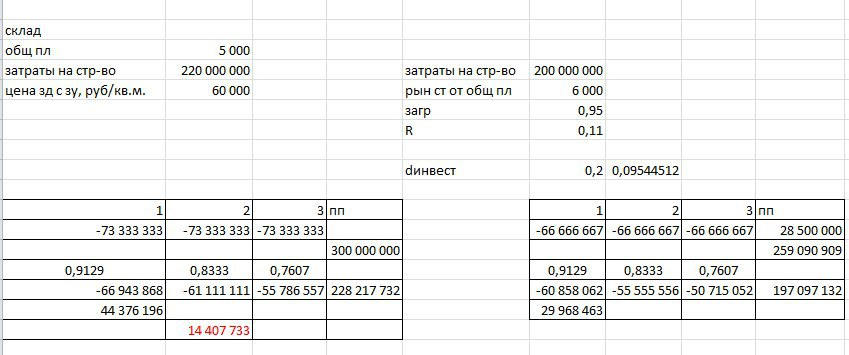 склад
общ пл 5 000
затраты на стр-во 220 000 000 затраты на стр-во 200 000 000
цена зд с зу, руб/кв.м. 60 000 рын ст от общ пл 6 000
загр 0,95
R 0,11
dинвест 0,2 0,09544512
1 2 3 пп 1 2 3 пп
-73 333 333 -73 333 333 -73 333 333 -66 666 667 -66 666 667 -66 666 667 28 500 000
300 000 000 259 090 909
0,9129 0,8333 0,7607 0,9129 0,8333 0,7607
-66 943 868 -61 111 111 -55 786 557 228 217 732 -60 858 062 -55 555 556 -50 715 052 197 097 132
44 376 196 29 968 463
14 407 733